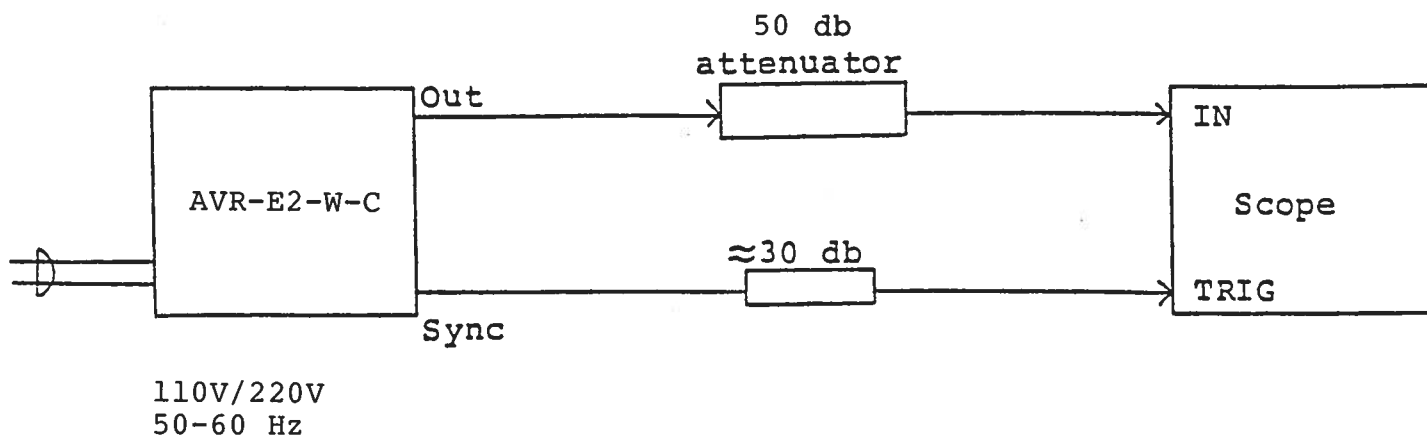 50 db
attenuator
Out
IN
AVR-E2-W-C
Scope
≈30 db
TRIG
Sync
110V/220V
50-60 Hz